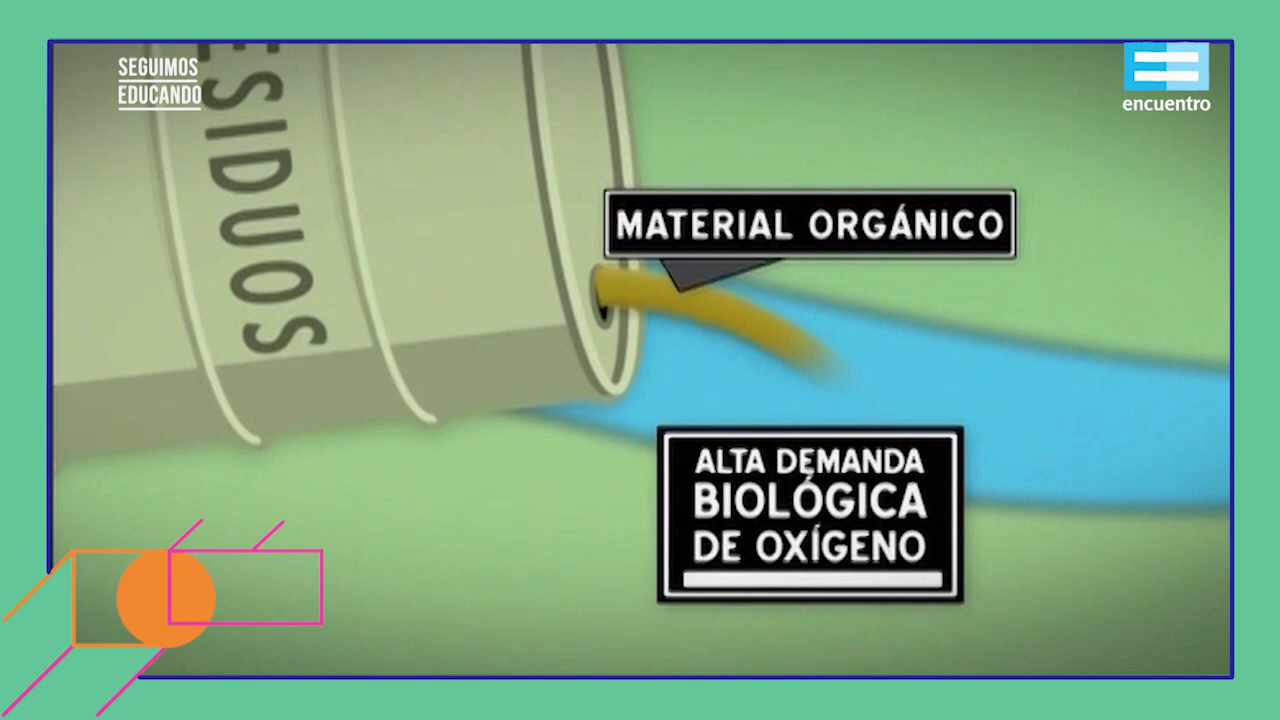 SEGUIMOS
EDUCANDO
encuentro
ESIDUOS
MATERIAL ORGÁNICO
ALTA DEMANDA
BIOLÓGICA
DE OXÍGENO